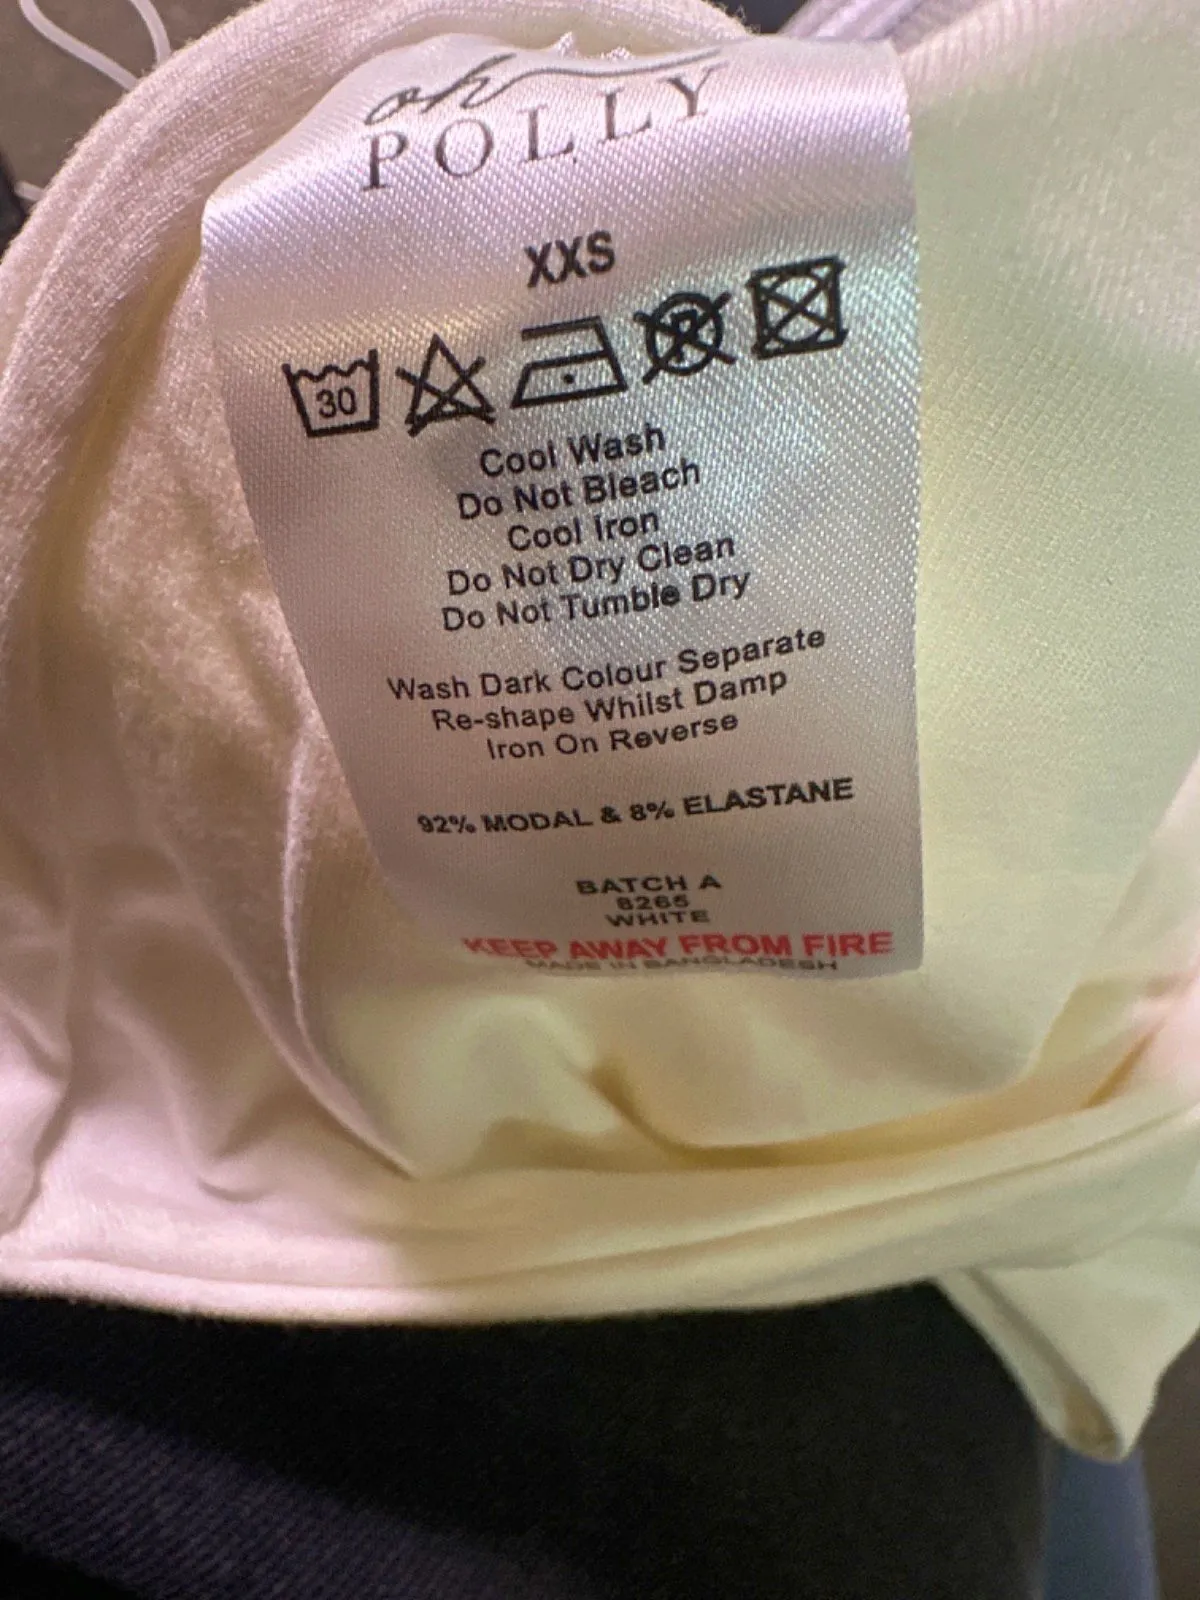 oh
POLLY
XXS
30
P
Cool Wash
Do Not Bleach
Cool Iron
Do Not Dry Clean
Do Not Tumble Dry
Wash Dark Colour Separate
Re-shape Whilst Damp
Iron On Reverse
92% MODAL & 8% ELASTANE
BATCH A
8265
WHITE
KEEP AWAY FROM FIRE
MADE IN BANGLADESH